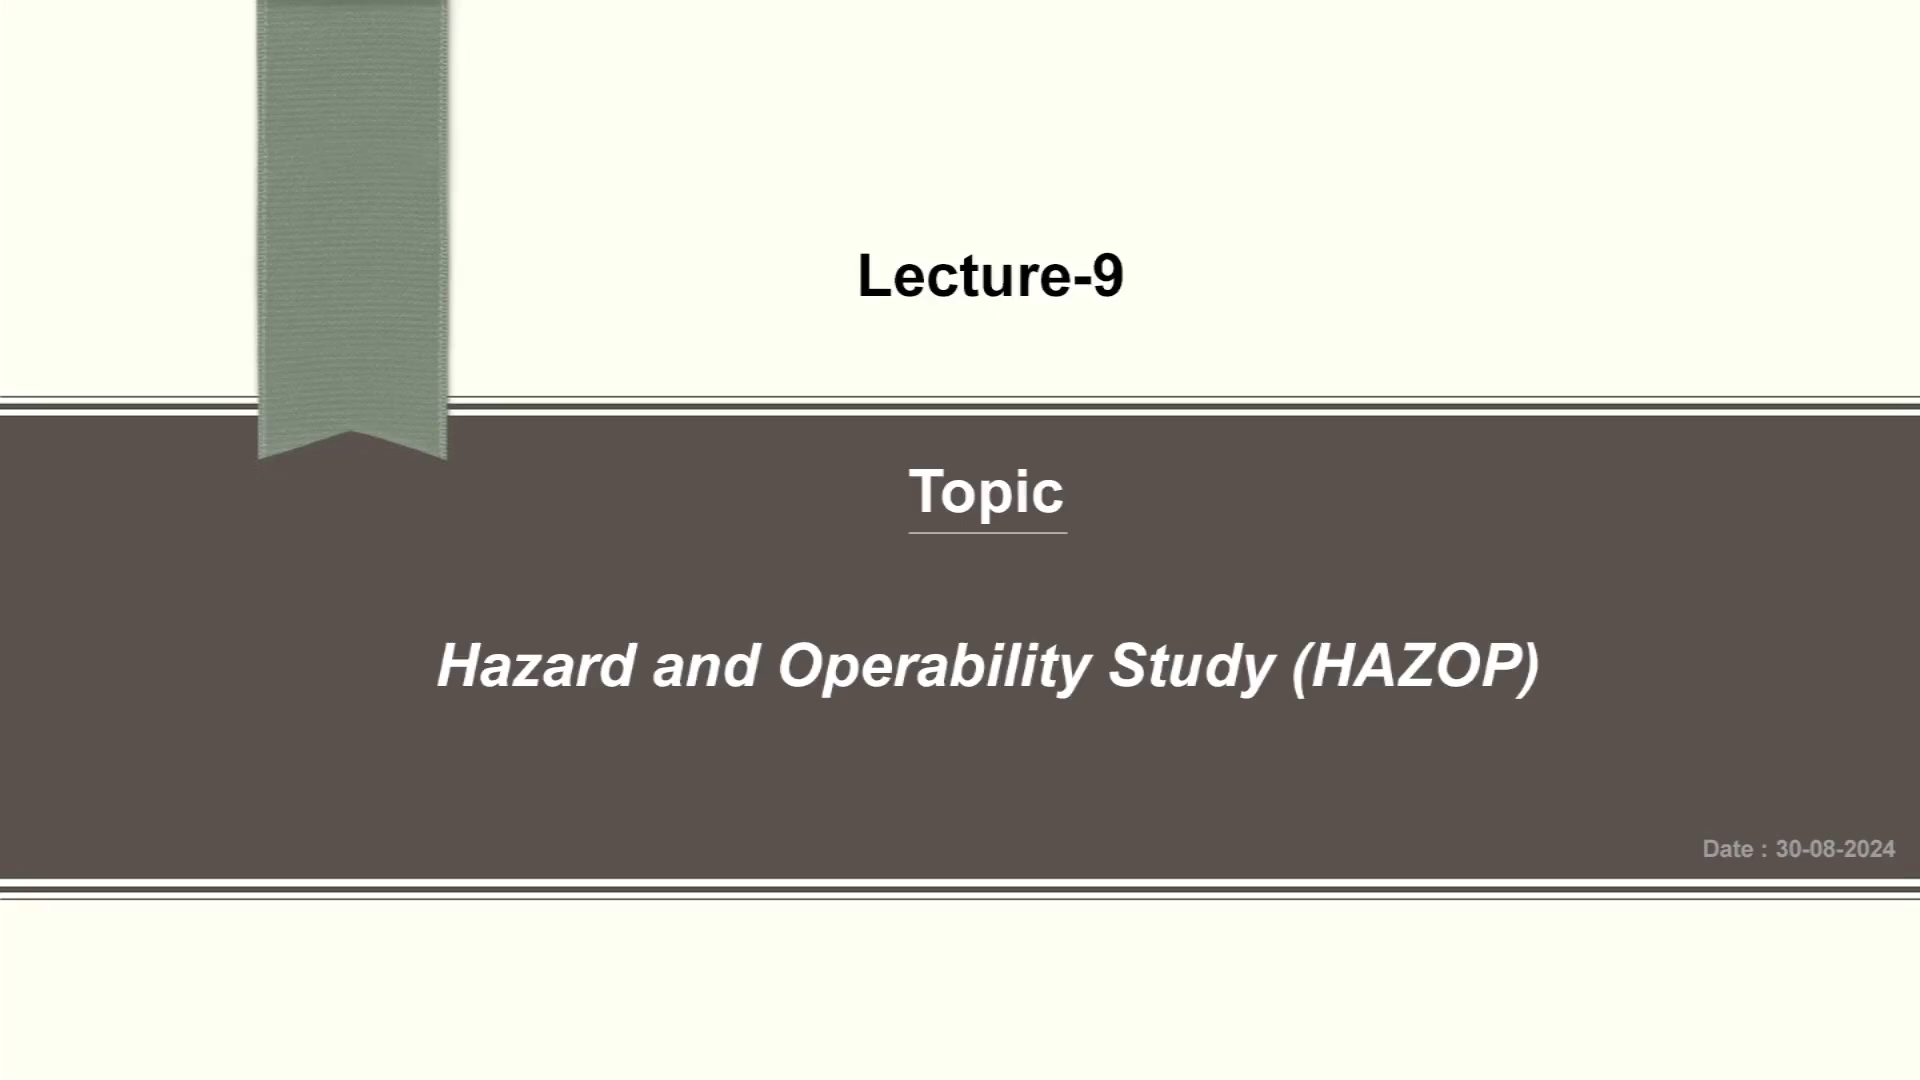 Lecture-9
Topic
Hazard and Operability Study (HAZOP)
Date : 30-08-2024